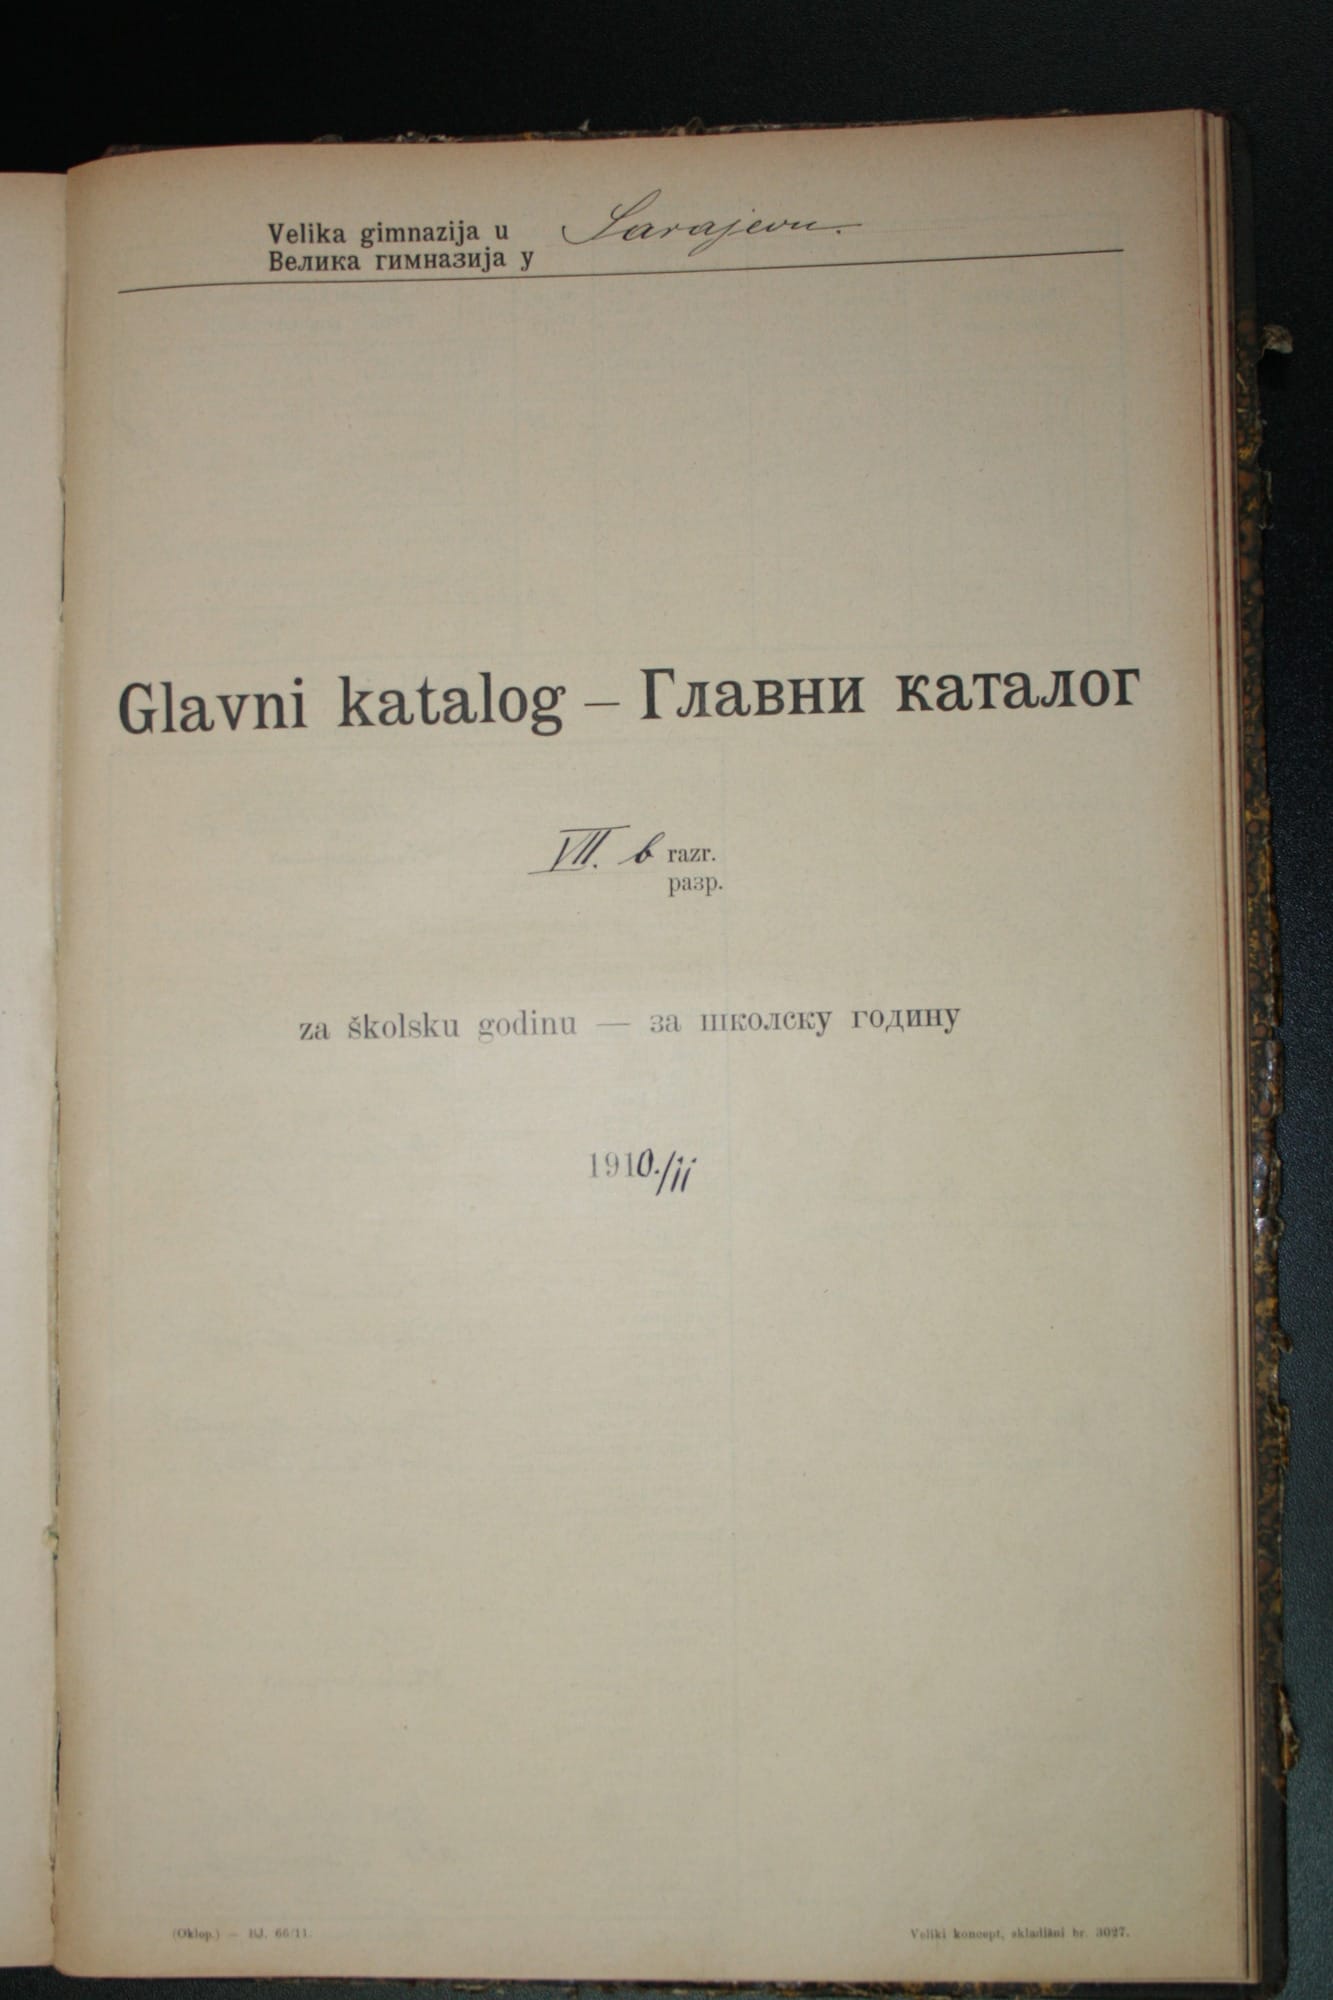 Velika gimnazija u Sarajevu.
Велика гимназија у
Glavni katalog – Главни каталог
VII. b razr.
разр.
za školsku godinu — за школску годину
1910./ii
(Oklop.) — BJ. 66/11.
Veliki koncept, skladišni br. 3027.